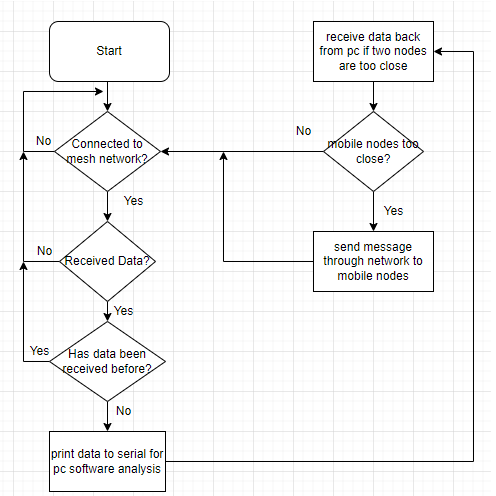 Start
No
Connected to
mesh network?
Yes
No
Received Data?
Yes
Yes
Has data been
received before?
No
print data to serial for
pc software analysis
receive data back
from pc if two nodes
are too close
No
mobile nodes too
close?
Yes
send message
through network to
mobile nodes